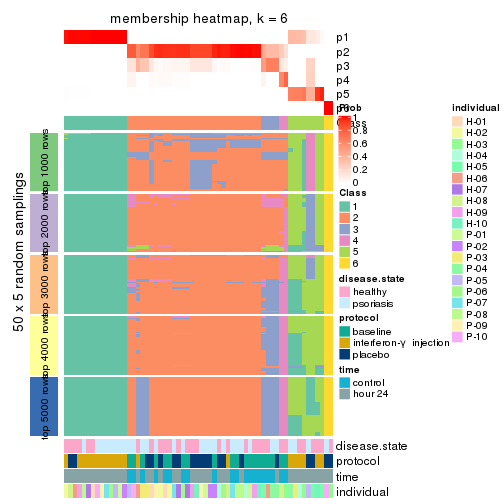 membership heatmap, k = 6
p1
p2
p3
p4
p5
p6
Class
Prob
1
0.8
0.6
0.4
0.2
0
Class
1
2
3
4
5
6
disease.state
healthy
psoriasis
protocol
baseline
interferon-γ injection
placebo
time
control
hour 24
individual
H-01
H-02
H-03
H-04
H-05
H-06
H-07
H-08
H-09
H-10
P-01
P-02
P-03
P-04
P-05
P-06
P-07
P-08
P-09
P-10
50 x 5 random samplings
top 1000 rows
top 2000 rows
top 3000 rows
top 4000 rows
top 5000 rows
disease.state
protocol
time
individual